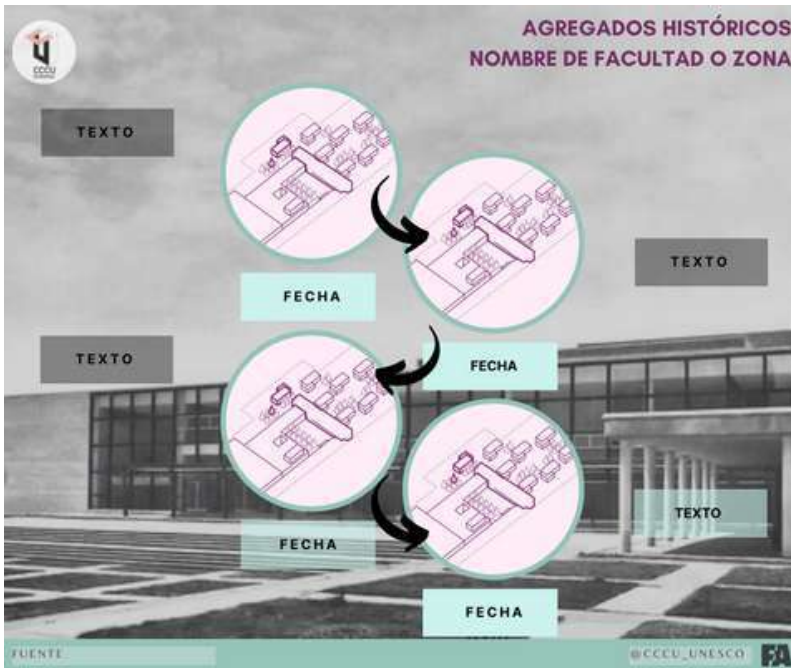 AGREGADOS HISTÓRICOS
NOMBRE DE FACULTAD O ZONA
CCCU
TEXTO
FECHA
TEXTO
TEXTO
FECHA
FECHA
TEXTO
FECHA
FUENTE
@CCCU_UNESCO
FA